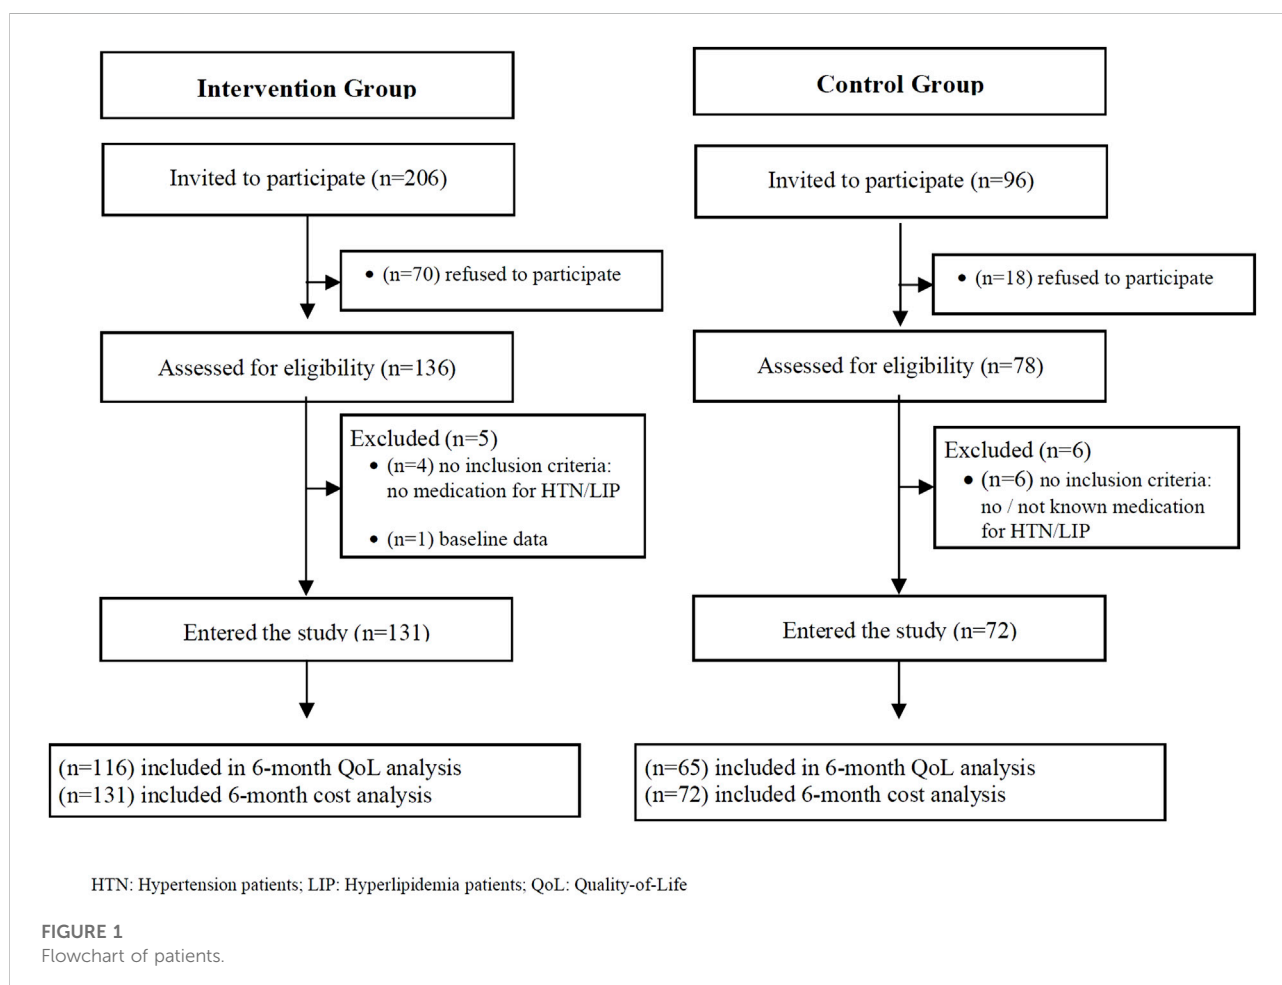 Intervention Group
Invited to participate (n=206)
• (n=70) refused to participate
Assessed for eligibility (n=136)
Excluded (n=5)
• (n=4) no inclusion criteria:
no medication for HTN/LIP
• (n=1) baseline data
Entered the study (n=131)
(n=116) included in 6-month QoL analysis
(n=131) included 6-month cost analysis
Control Group
Invited to participate (n=96)
• (n=18) refused to participate
Assessed for eligibility (n=78)
Excluded (n=6)
• (n=6) no inclusion criteria:
no / not known medication
for HTN/LIP
Entered the study (n=72)
(n=65) included in 6-month QoL analysis
(n=72) included 6-month cost analysis
HTN: Hypertension patients; LIP: Hyperlipidemia patients; QoL: Quality-of-Life
FIGURE 1
Flowchart of patients.